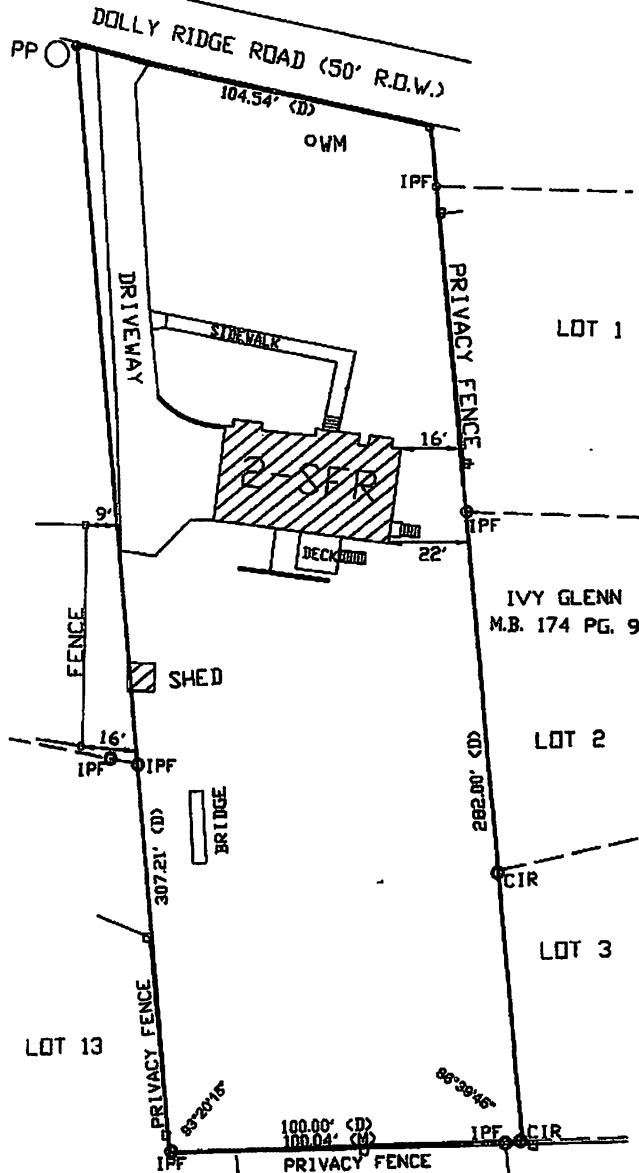 DOLLY RIDGE ROAD (50' R.O.W.)
PP
104.54' (D)
WM
IPF
DRIVEWAY
PRIVACY FENCE
LOT 1
SIDEWALK
16'
2-SFR
9'
IPF
22'
DECK
FENCE
IVY GLENN
M.B. 174 PG. 9
SHED
16'
LOT 2
IPF
IPF
282.00' (D)
BRIDGE
307.21' (D)
CIR
LOT 3
PRIVACY FENCE
LOT 13
93°20'15"
86°39'45"
100.00' (D)
100.04' (M)
IPF
CIR
IPF
PRIVACY FENCE